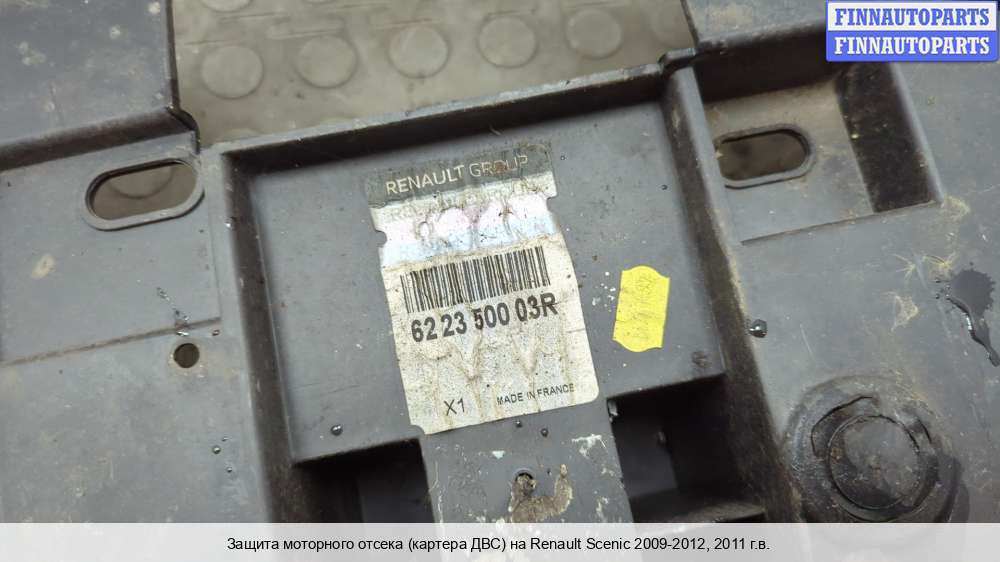 FINNAUTOPARTS
FINNAUTOPARTS
RENAULT GROUP
62 23 500 03R
X1 MADE IN FRANCE
Защита моторного отсека (картера ДВС) на Renault Scenic 2009-2012, 2011 г.в.